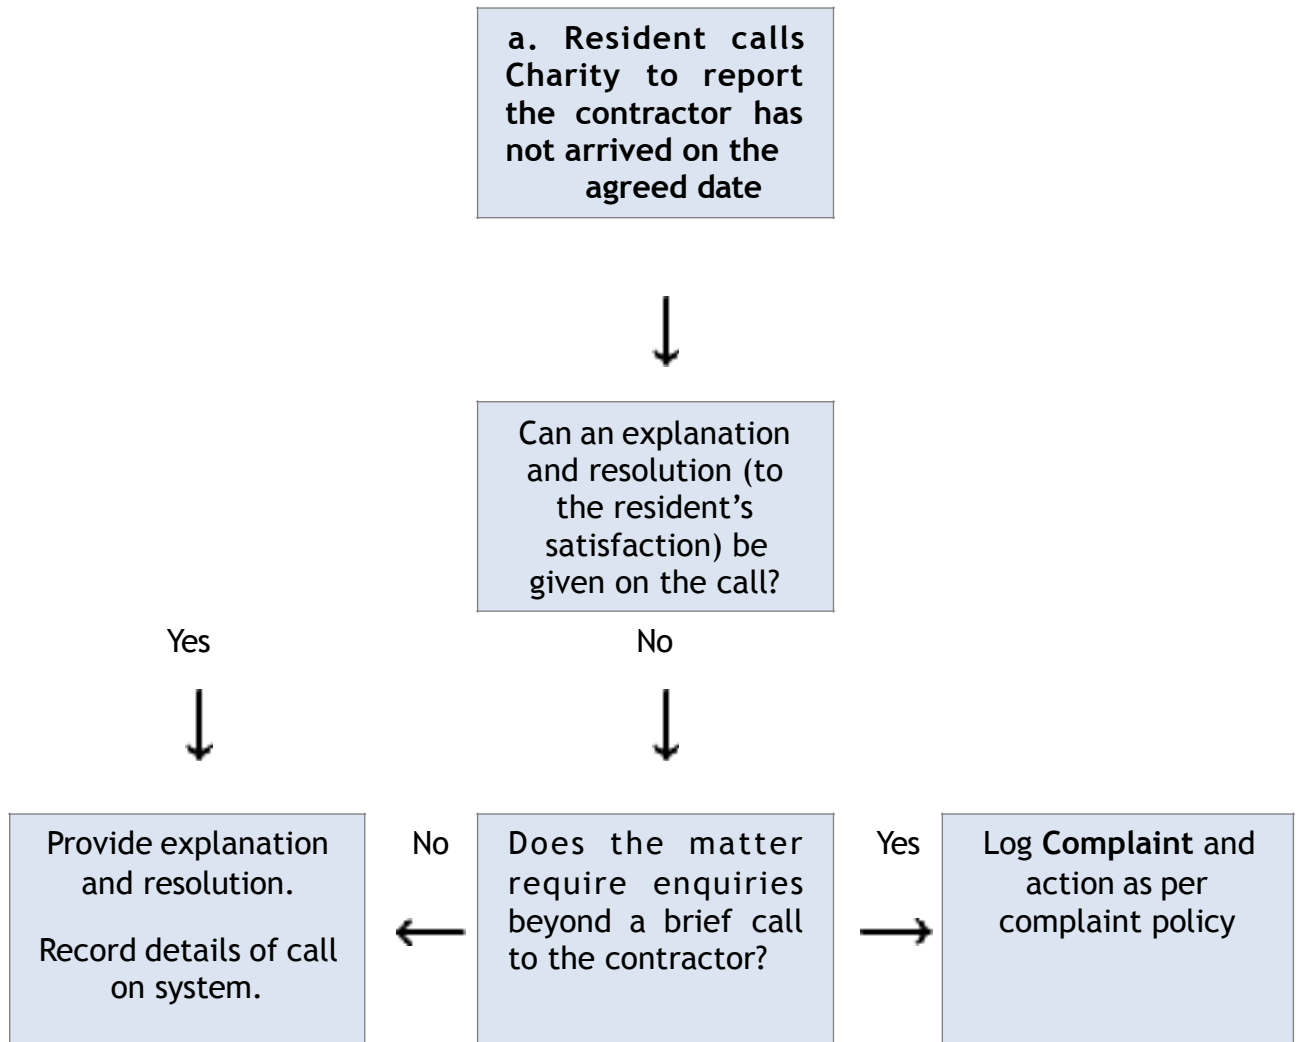 a. Resident calls
Charity to report
the contractor has
not arrived on the
agreed date
Can an explanation
and resolution (to
the resident’s
satisfaction) be
given on the call?
Yes
No
Provide explanation
and resolution.
Record details of call
on system.
No
Does the matter
require enquiries
beyond a brief call
to the contractor?
Yes
Log Complaint and
action as per
complaint policy